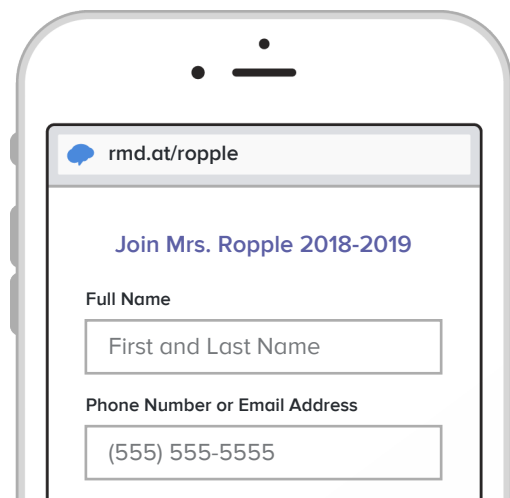 rmd.at/ropple
Join Mrs. Ropple 2018-2019
Full Name
First and Last Name
Phone Number or Email Address
(555) 555-5555